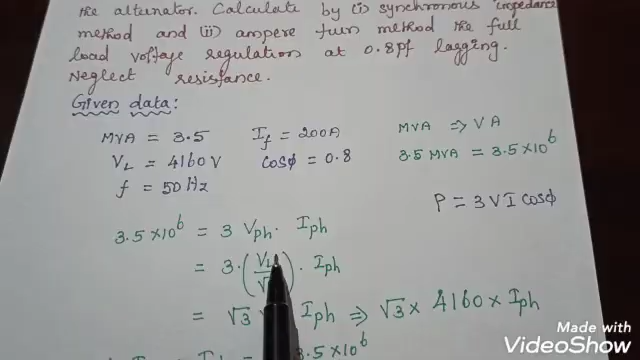 the alternator. Calculate by (i) synchronous impedance
method and (ii) ampere turn method the full
load voltage regulation at 0.8pf lagging.
Neglect resistance.
Given data:
MVA = 3.5 If = 200A MVA => VA
VL = 4160 V cosϕ = 0.8 3.5 MVA = 3.5×10^6
f = 50 Hz
P = 3VI cosϕ
3.5×10^6 = 3 Vph. Iph
= 3.(VL/√ ). Iph
= √3 Iph => √3 × 4160 × Iph
3.5×10^6
Made with
VideoShow